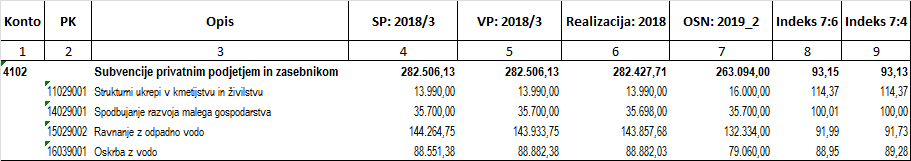 Konto PK Opis SP: 2018/3 VP: 2018/3 Realizacija: 2018 OSN: 2019_2 Indeks 7:6 Indeks 7:4
1 2 3 4 5 6 7 8 9
4102 Subvencije privatnim podjetjem in zasebnikom 282.506,13 282.506,13 282.427,71 263.094,00 93,15 93,13
11029001 Strukturni ukrepi v kmetijstvu in živilstvu 13.990,00 13.990,00 13.990,00 16.000,00 114,37 114,37
14029001 Spodbujanje razvoja malega gospodarstva 35.700,00 35.700,00 35.698,00 35.700,00 100,01 100,00
15029002 Ravnanje z odpadno vodo 144.264,75 143.933,75 143.857,68 132.334,00 91,99 91,73
16039001 Oskrba z vodo 88.551,38 88.882,38 88.882,03 79.060,00 88,95 89,28